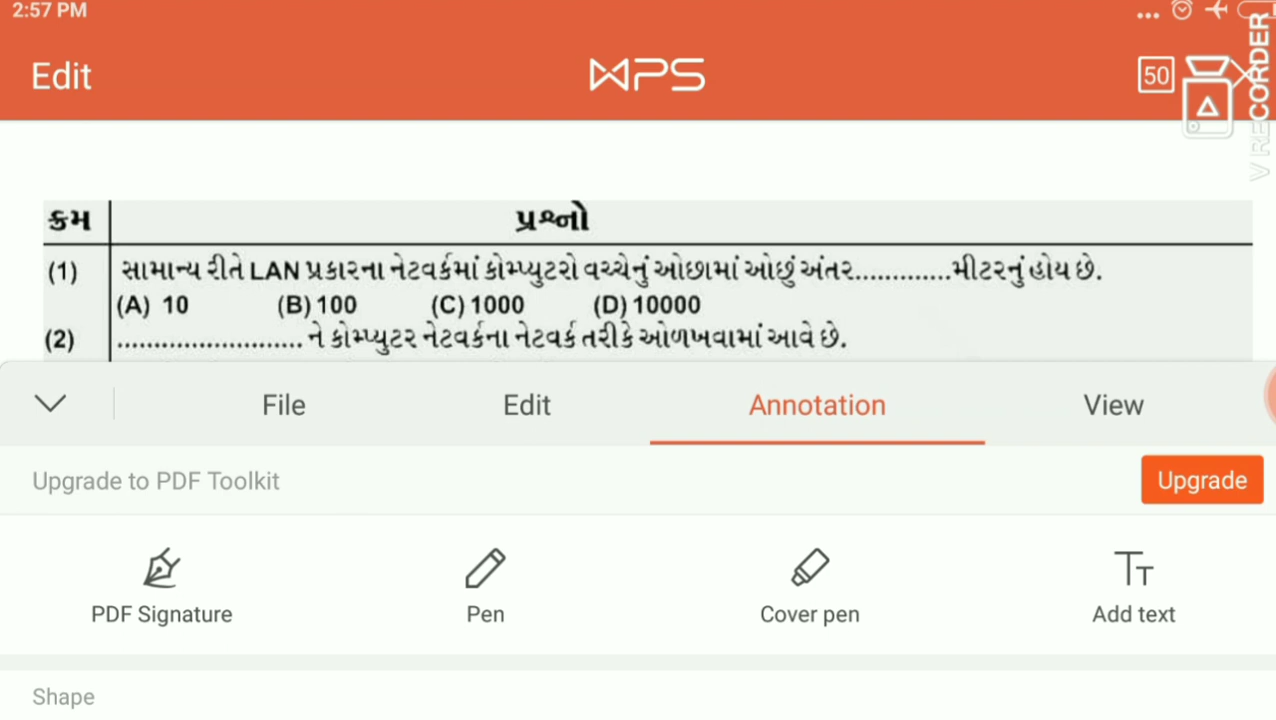 2:57 PM
Edit
WPS
50
V RECORDER
ક્રમ પ્રશ્નો
(1) સામાન્ય રીતે LAN પ્રકારના નેટવર્કમાં કોમ્પ્યુટરો વચ્ચેનું ઓછામાં ઓછું અંતર.............મીટરનું હોય છે.
(A) 10 (B) 100 (C) 1000 (D) 10000
(2) ......................... ને કોમ્પ્યુટર નેટવર્કના નેટવર્ક તરીકે ઓળખવામાં આવે છે.
File Edit Annotation View
Upgrade to PDF Toolkit Upgrade
PDF Signature Pen Cover pen Add text
Shape